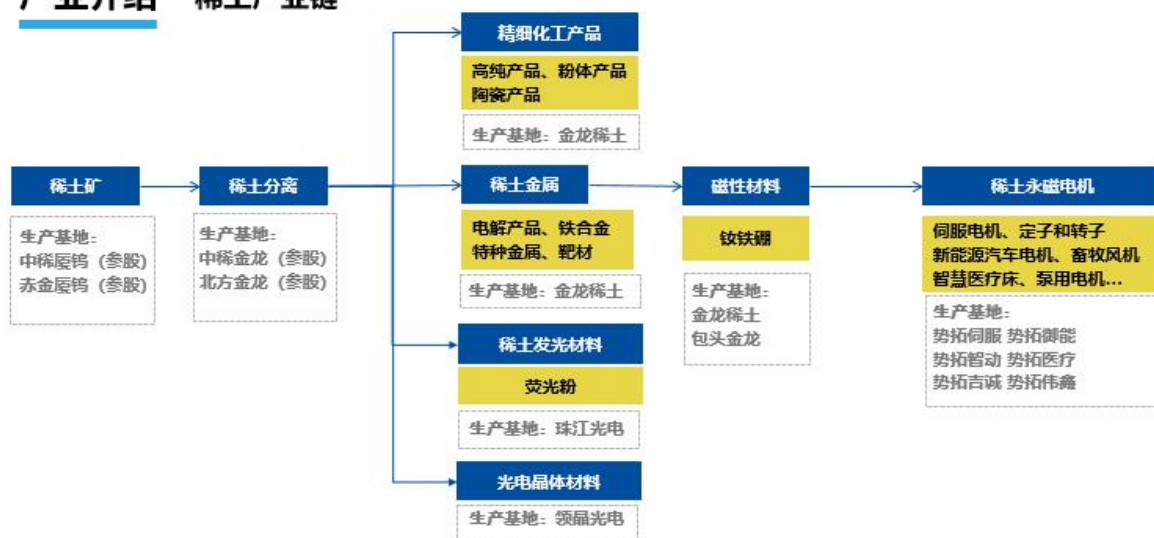 产业介绍 稀土产业链
精细化工产品
高纯产品、粉体产品
陶瓷产品
生产基地：金龙稀土
稀土矿
生产基地：
中稀厦钨（参股）
赤金厦钨（参股）
稀土分离
生产基地：
中稀金龙（参股）
北方金龙（参股）
稀土金属
电解产品、铁合金
特种金属、靶材
生产基地：金龙稀土
磁性材料
钕铁硼
生产基地：
金龙稀土
包头金龙
稀土永磁电机
伺服电机、定子和转子
新能源汽车电机、畜牧风机
智慧医疗床、泵用电机...
生产基地：
势拓伺服 势拓御能
势拓智动 势拓医疗
势拓吉诚 势拓伟鑫
稀土发光材料
荧光粉
生产基地：珠江光电
光电晶体材料
生产基地：领晶光电